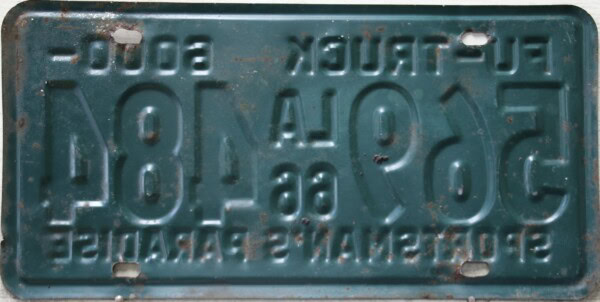 FU-TRUCK 6000-
569 LA 66 484
SPORTSMAN'S PARADISE